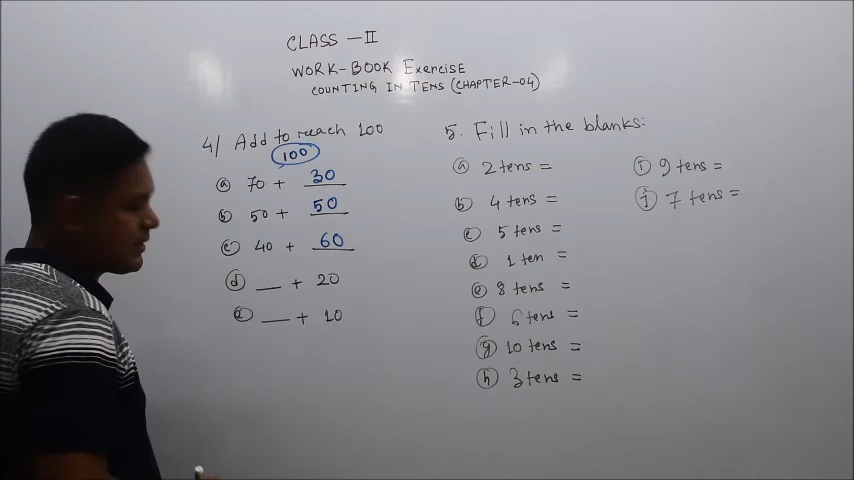 CLASS - II
WORK-BOOK Exercise
COUNTING IN TENS (CHAPTER-04)
4/ Add to reach 100
100
(a) 70 + 30
(b) 50 + 50
(c) 40 + 60
(d) __ + 20
(e) __ + 10
5. Fill in the blanks:
(a) 2 tens =
(b) 4 tens =
(c) 5 tens =
(d) 1 ten =
(e) 8 tens =
(f) 6 tens =
(g) 10 tens =
(h) 3 tens =
(i) 9 tens =
(j) 7 tens =